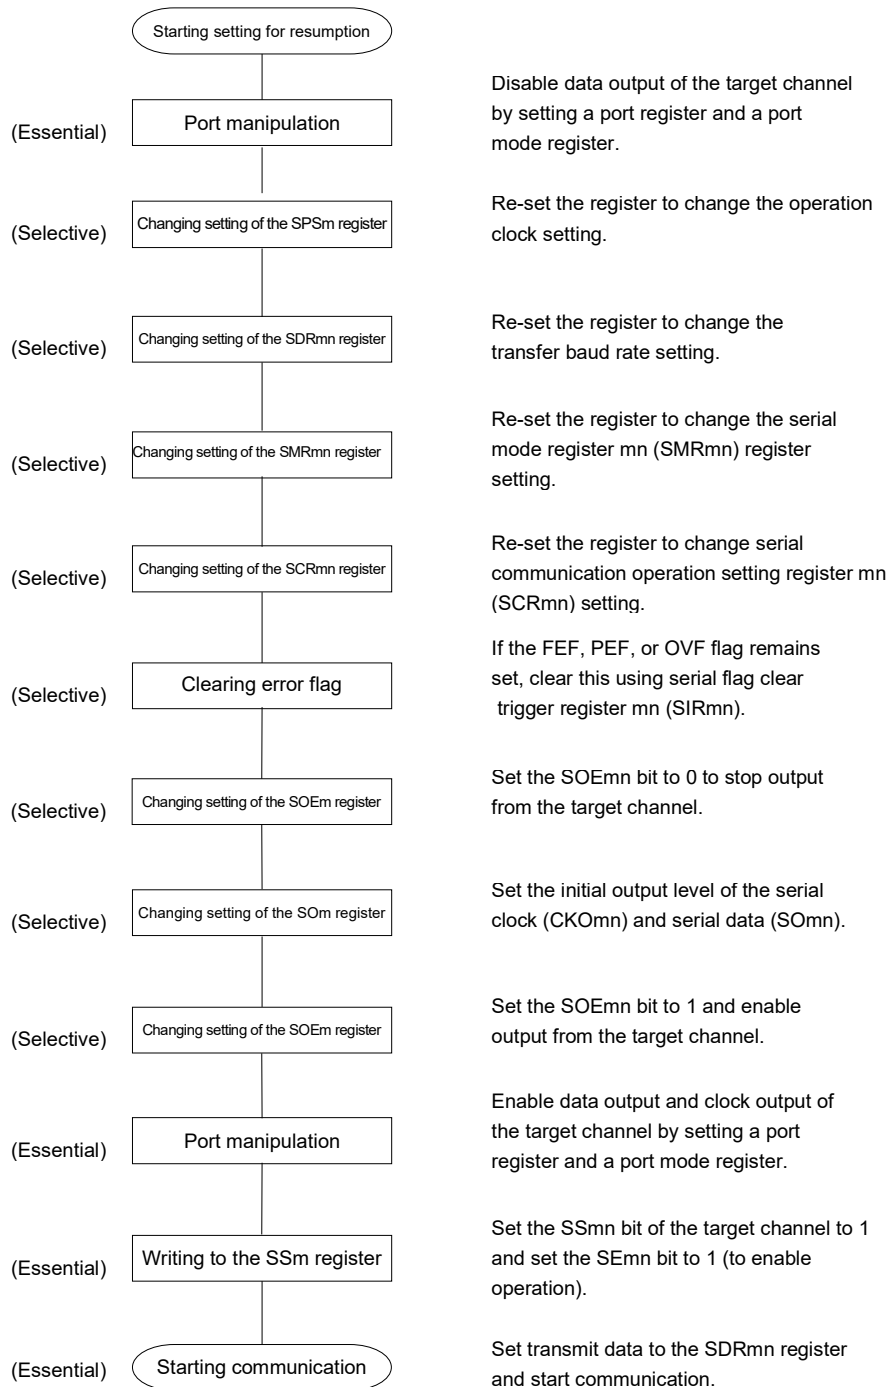 Starting setting for resumption
(Essential)
Port manipulation
Disable data output of the target channel
by setting a port register and a port
mode register.
(Selective)
Changing setting of the SPSm register
Re-set the register to change the operation
clock setting.
(Selective)
Changing setting of the SDRmn register
Re-set the register to change the
transfer baud rate setting.
(Selective)
Changing setting of the SMRmn register
Re-set the register to change the serial
mode register mn (SMRmn) register
setting.
(Selective)
Changing setting of the SCRmn register
Re-set the register to change serial
communication operation setting register mn
(SCRmn) setting.
(Selective)
Clearing error flag
If the FEF, PEF, or OVF flag remains
set, clear this using serial flag clear
trigger register mn (SIRmn).
(Selective)
Changing setting of the SOEm register
Set the SOEmn bit to 0 to stop output
from the target channel.
(Selective)
Changing setting of the SOm register
Set the initial output level of the serial
clock (CKOmn) and serial data (SOmn).
(Selective)
Changing setting of the SOEm register
Set the SOEmn bit to 1 and enable
output from the target channel.
(Essential)
Port manipulation
Enable data output and clock output of
the target channel by setting a port
register and a port mode register.
(Essential)
Writing to the SSm register
Set the SSmn bit of the target channel to 1
and set the SEmn bit to 1 (to enable
operation).
(Essential)
Starting communication
Set transmit data to the SDRmn register
and start communication.